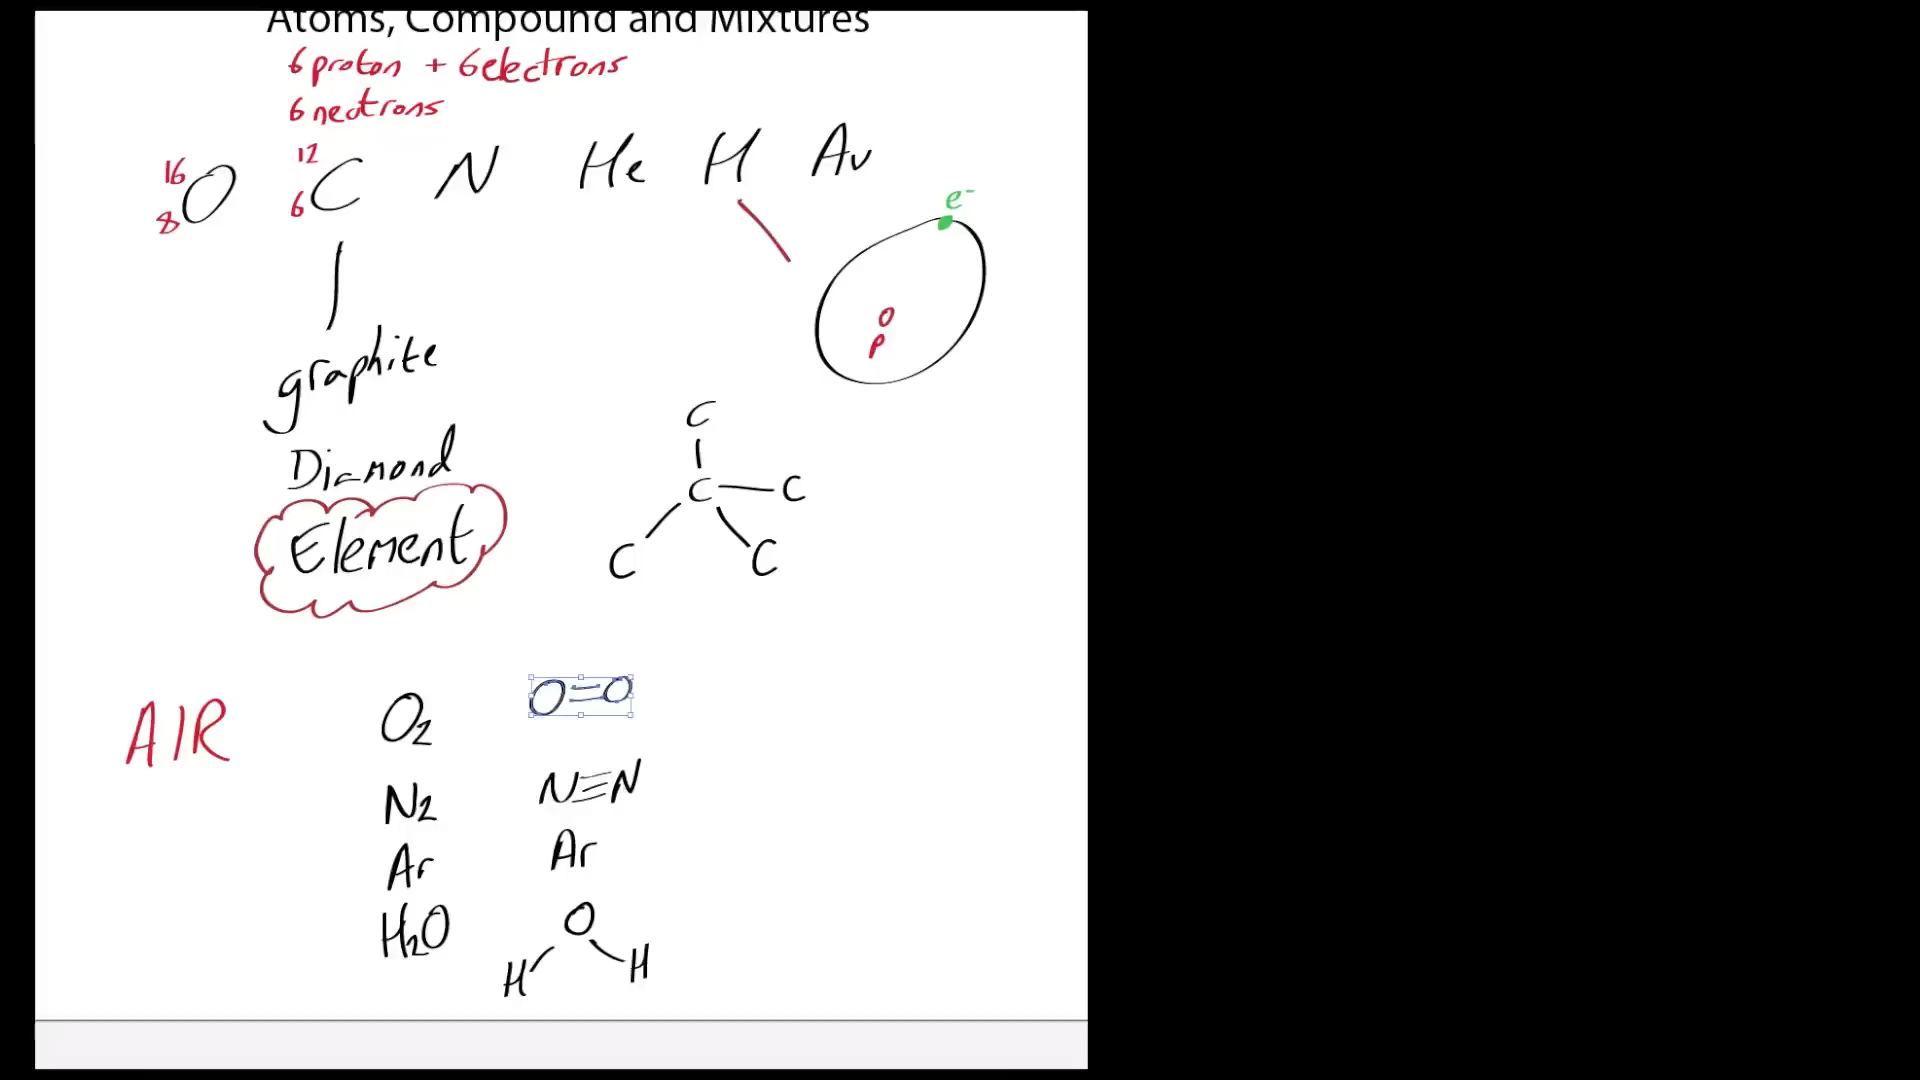 Atoms, Compound and Mixtures
6 proton + 6 electrons
6 neutrons
16 8 O 12 6 C N He H Au
e-
o
p
graphite
Diamond
Element
C
C C
C C
AIR O2 O=O
N2 N≡N
Ar Ar
H2O O
H H